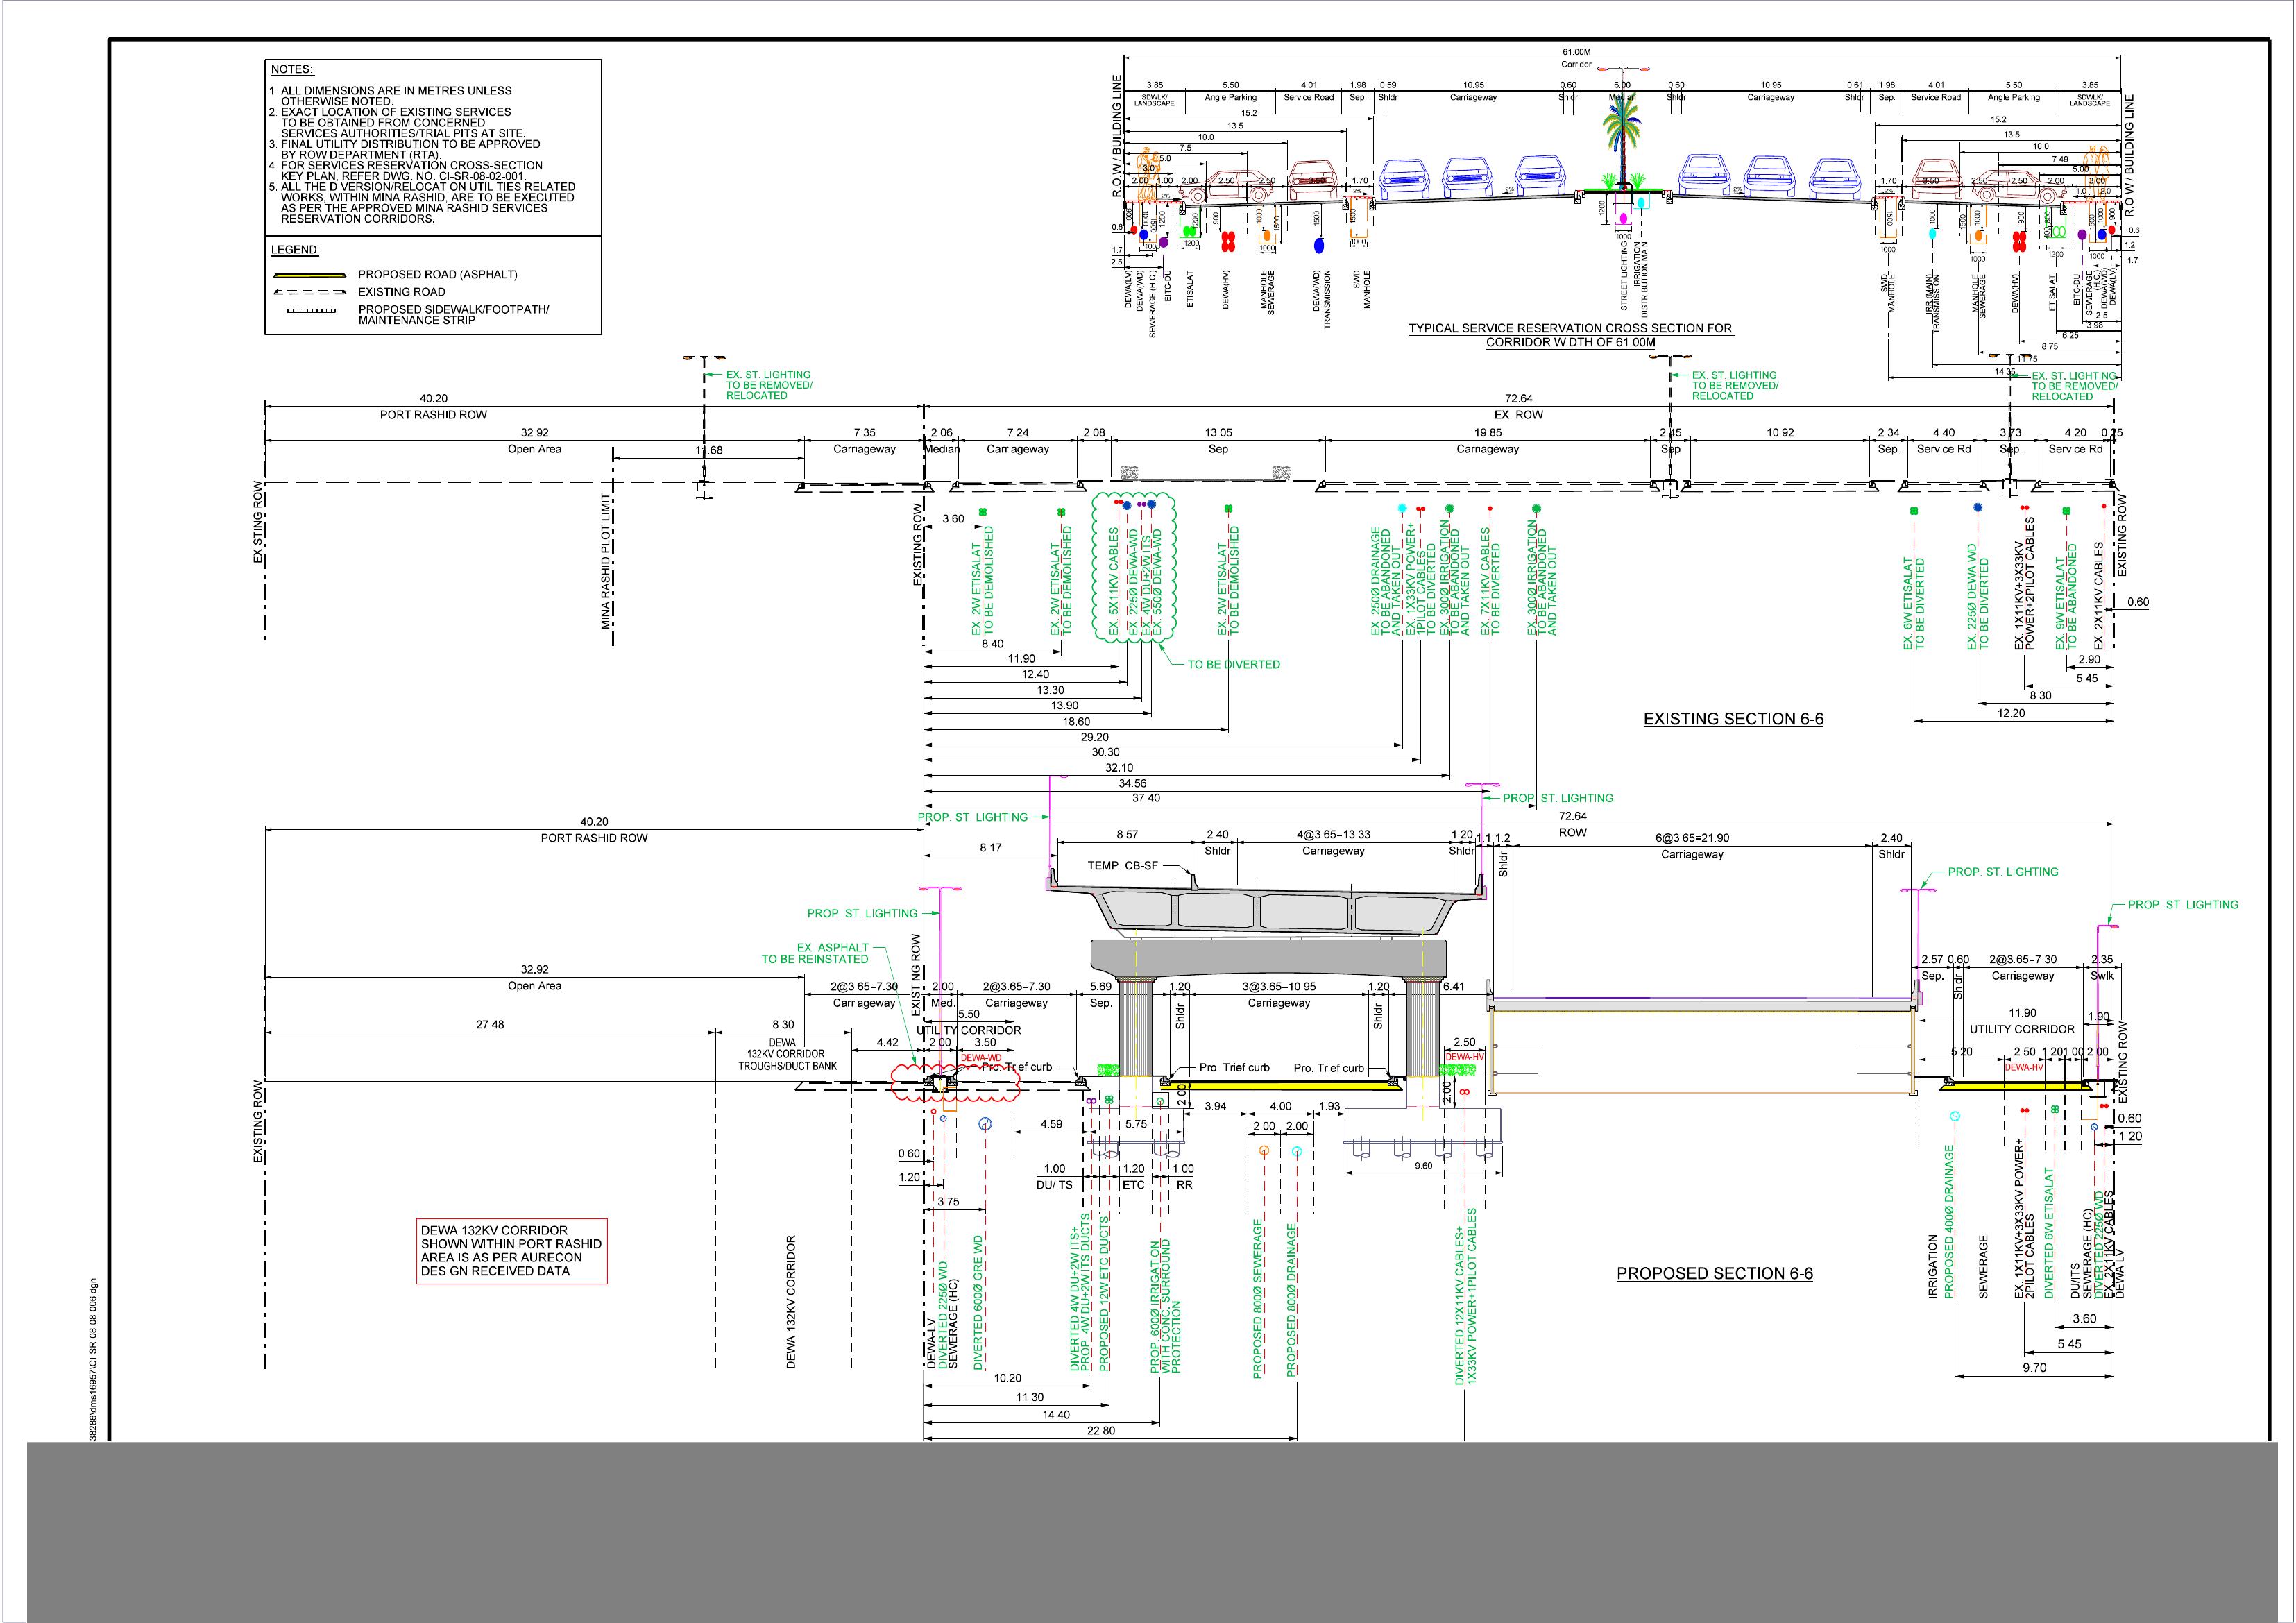 NOTES:
1. ALL DIMENSIONS ARE IN METRES UNLESS
OTHERWISE NOTED.
2. EXACT LOCATION OF EXISTING SERVICES
TO BE OBTAINED FROM CONCERNED
SERVICES AUTHORITIES/TRIAL PITS AT SITE.
3. FINAL UTILITY DISTRIBUTION TO BE APPROVED
BY ROW DEPARTMENT (RTA).
4. FOR SERVICES RESERVATION CROSS-SECTION
KEY PLAN, REFER DWG. NO. CI-SR-08-02-001.
5. ALL THE DIVERSION/RELOCATION UTILITIES RELATED
WORKS, WITHIN MINA RASHID, ARE TO BE EXECUTED
AS PER THE APPROVED MINA RASHID SERVICES
RESERVATION CORRIDORS.
LEGEND:
PROPOSED ROAD (ASPHALT)
EXISTING ROAD
PROPOSED SIDEWALK/FOOTPATH/
MAINTENANCE STRIP
61.00M
Corridor
3.85 5.50 4.01 1.98 0.59 10.95 0.60 6.00 0.60 10.95 0.61 1.98 4.01 5.50 3.85
SDWLK/
LANDSCAPE
Angle Parking Service Road Sep. Shldr Carriageway Shldr Median Shldr Carriageway Shldr Sep. Service Road Angle Parking
SDWLK/
LANDSCAPE
R.O.W / BUILDING LINE
R.O.W / BUILDING LINE
15.2
13.5
10.0
7.5
5.0
3.0
2.00 1.00 2.00 2.50 2.50 3.50 1.70
15.2
13.5
10.0
7.49
5.00
1.70 3.50 2.50 2.50 2.00
0.6
1.7
2.5
0.6
1.2
1.7
2.5
3.98
6.25
8.75
11.75
14.35
DEWA(LV)
DEWA(WD)
SEWERAGE (H.C.)
EITC-DU
ETISALAT
DEWA(HV)
MANHOLE
SEWERAGE
DEWA(WD)
TRANSMISSION
SWD
MANHOLE
STREET LIGHTING
IRRIGATION
DISTRIBUTION MAIN
SWD
MANHOLE
IRR (MAIN)
TRANSMISSION
MANHOLE
SEWERAGE
DEWA(HV)
ETISALAT
EITC-DU
SEWERAGE
(H.C.)
DEWA(WD)
DEWA(LV)
TYPICAL SERVICE RESERVATION CROSS SECTION FOR
CORRIDOR WIDTH OF 61.00M
EX. ST. LIGHTING
TO BE REMOVED/
RELOCATED
EX. ST. LIGHTING
TO BE REMOVED/
RELOCATED
EX. ST. LIGHTING
TO BE REMOVED/
RELOCATED
40.20
PORT RASHID ROW
72.64
EX. ROW
32.92 7.35 2.06 7.24 2.08 13.05 19.85 2.45 10.92 2.34 4.40 3.73 4.20 0.25
Open Area Carriageway Median Carriageway Sep Carriageway Sep Sep. Service Rd Sep. Service Rd
11.68
EXISTING ROW
MINA RASHID PLOT LIMIT
EXISTING ROW
EXISTING ROW
3.60
EX. 2W ETISALAT
TO BE DEMOLISHED
EX. 2W ETISALAT
TO BE DEMOLISHED
EX. 5X11KV CABLES
EX. 225Ø DEWA-WD
EX. 4W DU+2W ITS
EX. 550Ø DEWA-WD
EX. 2W ETISALAT
TO BE DEMOLISHED
EX. 250Ø DRAINAGE
TO BE ABANDONED
AND TAKEN OUT
EX. 1X33KV POWER+
1PILOT CABLES
TO BE DIVERTED
EX. 300Ø IRRIGATION
TO BE ABANDONED
AND TAKEN OUT
EX. 7X11KV CABLES
TO BE DIVERTED
EX. 300Ø IRRIGATION
TO BE ABANDONED
AND TAKEN OUT
EX. 6W ETISALAT
TO BE DIVERTED
EX. 225Ø DEWA-WD
TO BE DIVERTED
EX. 1X11KV+3X33KV
POWER+2PILOT CABLES
EX. 9W ETISALAT
TO BE ABANDONED
EX. 2X11KV CABLES
0.60
TO BE DIVERTED
8.40
11.90
12.40
13.30
13.90
18.60
29.20
30.30
32.10
34.56
37.40
2.90
5.45
8.30
12.20
EXISTING SECTION 6-6
PROP. ST. LIGHTING
PROP. ST. LIGHTING
40.20
PORT RASHID ROW
72.64
ROW
8.17
8.57 2.40 4@3.65=13.33 1.20 1.1 1.2 6@3.65=21.90 2.40
Shldr Carriageway Shldr Shldr Carriageway Shldr
TEMP. CB-SF
PROP. ST. LIGHTING
PROP. ST. LIGHTING
PROP. ST. LIGHTING
EX. ASPHALT
TO BE REINSTATED
EXISTING ROW
32.92
Open Area
2@3.65=7.30 2.00 2@3.65=7.30 5.69 1.20 3@3.65=10.95 1.20 6.41
Carriageway Med. Carriageway Sep. Shldr Carriageway Shldr
2.57 0.60 2@3.65=7.30 2.35
Sep. Shldr Carriageway Swlk
5.50
UTILITY CORRIDOR
11.90
UTILITY CORRIDOR
1.90
27.48 8.30 4.42 2.00 3.50
DEWA
132KV CORRIDOR
TROUGHS/DUCT BANK
DEWA-WD
Pro. Trief curb
Pro. Trief curb
Pro. Trief curb
2.50
DEWA-HV
5.20 2.50 1.20 1.00 2.00
DEWA-HV
EXISTING ROW
EXISTING ROW
2.00
2.00
3.94 4.00 1.93
2.00 2.00
4.59 5.75
9.60
0.60
1.20
3.75
1.00
DU/ITS
1.20
ETC
1.00
IRR
0.60
1.20
DEWA 132KV CORRIDOR
SHOWN WITHIN PORT RASHID
AREA IS AS PER AURECON
DESIGN RECEIVED DATA
DEWA-132KV CORRIDOR
DEWA-LV
DIVERTED 225Ø WD
SEWERAGE (HC)
DIVERTED 600Ø GRE WD
DIVERTED 4W DU+2W ITS+
PROP. 4W DU+2W ITS DUCTS
PROPOSED 12W ETC DUCTS
PROP. 600Ø IRRIGATION
WITH CONC. SURROUND
PROTECTION
PROPOSED 800Ø SEWERAGE
PROPOSED 800Ø DRAINAGE
DIVERTED 12X11KV CABLES+
1X33KV POWER+1PILOT CABLES
IRRIGATION
PROPOSED 400Ø DRAINAGE
SEWERAGE
EX. 1X11KV+3X33KV POWER+
2PILOT CABLES
DIVERTED 6W ETISALAT
DU/ITS
SEWERAGE (HC)
DIVERTED 225Ø WD
EX. 2X11KV CABLES
DEWA-LV
PROPOSED SECTION 6-6
3.60
5.45
9.70
10.20
11.30
14.40
22.80
38286\dms16957\CI-SR-08-08-006.dgn